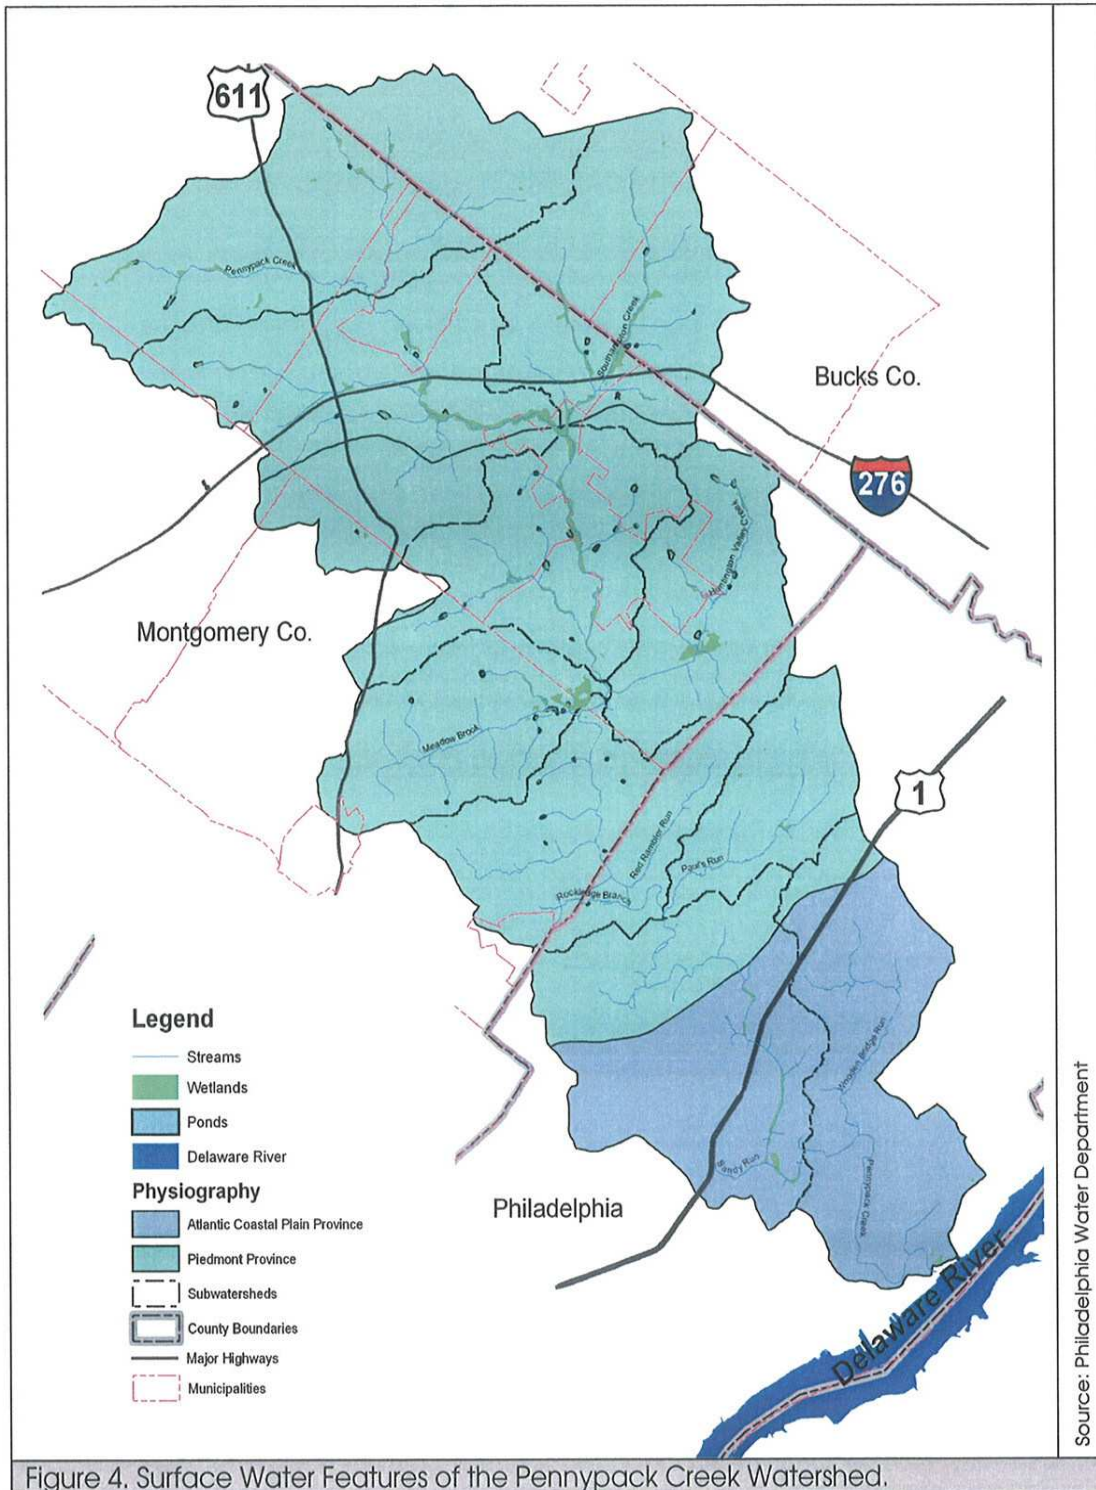 611
Pennypack Creek
Southampton Creek
Bucks Co.
276
Huntingdon Valley Creek
Montgomery Co.
Meadow Brook
1
Red Rambler Run
Paul's Run
Rockledge Branch
Legend
Streams
Wetlands
Ponds
Delaware River
Physiography
Atlantic Coastal Plain Province
Piedmont Province
Subwatersheds
County Boundaries
Major Highways
Municipalities
Wooden Bridge Run
Sandy Run
Pennypack Creek
Philadelphia
Delaware River
Source: Philadelphia Water Department
Figure 4. Surface Water Features of the Pennypack Creek Watershed.